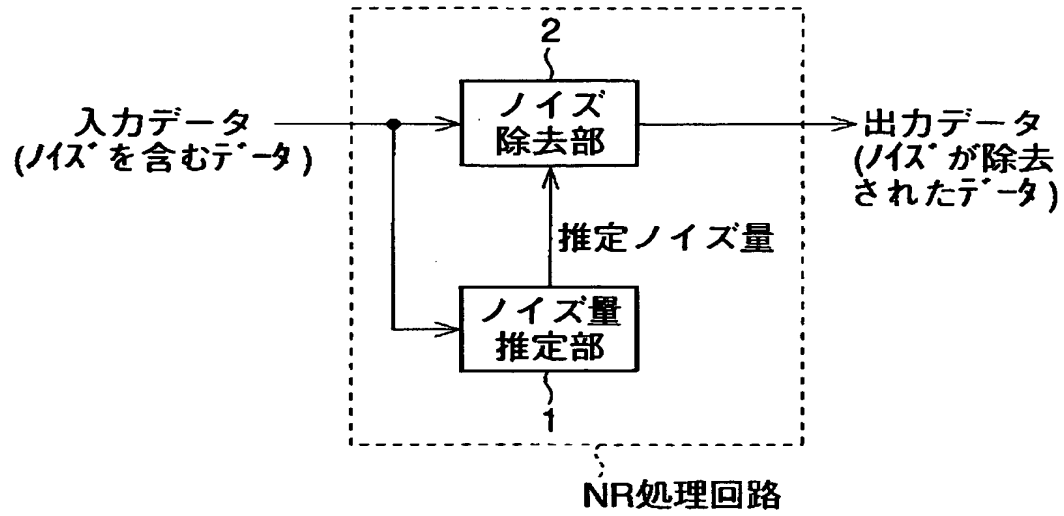 2
ノイズ
除去部
入力データ
(ノイズを含むデータ)
出力データ
(ノイズが除去
されたデータ)
推定ノイズ量
ノイズ量
推定部
1
NR処理回路